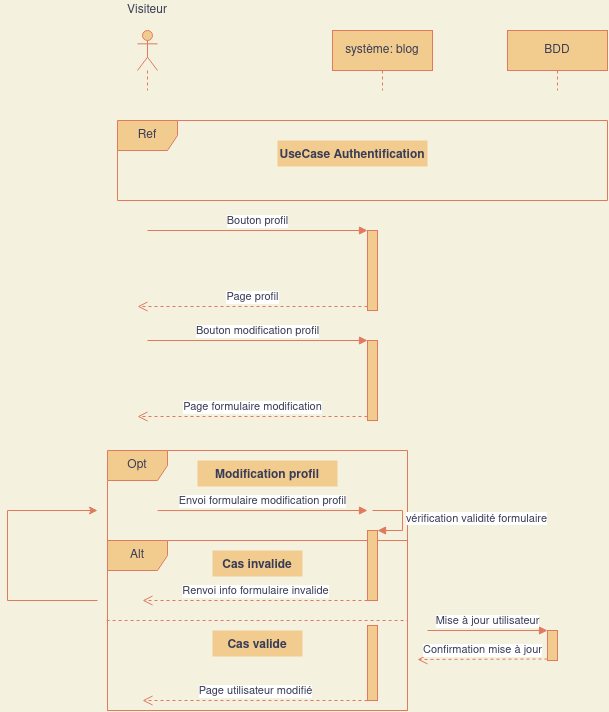 Visiteur
système: blog
BDD
Ref
UseCase Authentification
Bouton profil
Page profil
Bouton modification profil
Page formulaire modification
Opt
Modification profil
Envoi formulaire modification profil
vérification validité formulaire
Alt
Cas invalide
Renvoi info formulaire invalide
Mise à jour utilisateur
Cas valide
Confirmation mise à jour
Page utilisateur modifié